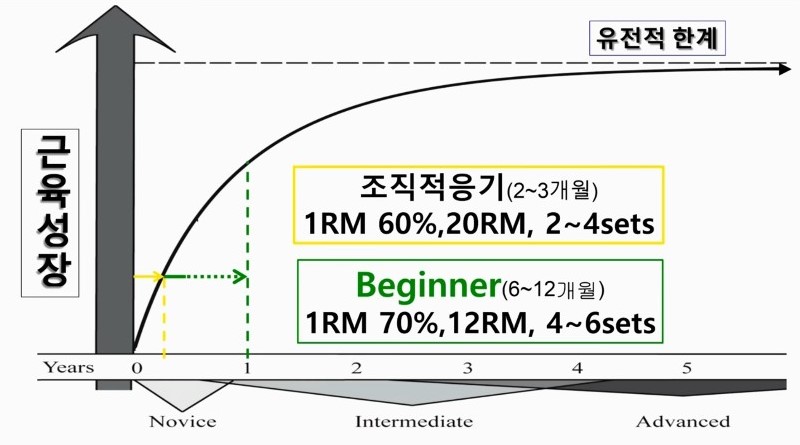 유전적 한계
근육성장
조직적응기(2~3개월)
1RM 60%,20RM, 2~4sets
Beginner(6~12개월)
1RM 70%,12RM, 4~6sets
Years 0 1 2 3 4 5
Novice Intermediate Advanced